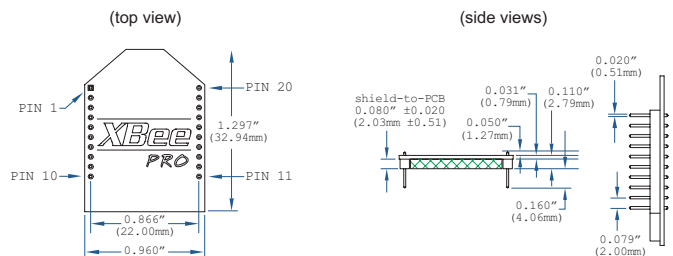 (top view)
(side views)
PIN 1
PIN 20
XBee
PRO
1.297"
(32.94mm)
PIN 10
PIN 11
0.866"
(22.00mm)
0.960"
shield-to-PCB
0.080" ±0.020
(2.03mm ±0.51)
0.031"
(0.79mm)
0.050"
(1.27mm)
0.110"
(2.79mm)
0.160"
(4.06mm)
0.020"
(0.51mm)
0.079"
(2.00mm)